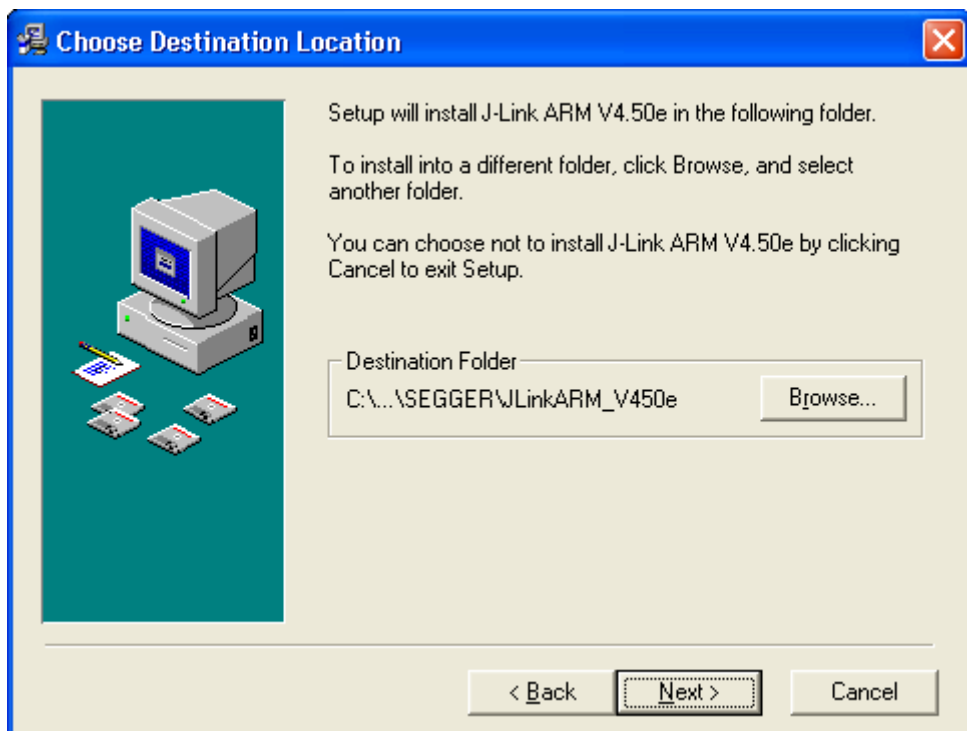 Choose Destination Location
Setup will install J-Link ARM V4.50e in the following folder.
To install into a different folder, click Browse, and select
another folder.
You can choose not to install J-Link ARM V4.50e by clicking
Cancel to exit Setup.
Destination Folder
C:\...\SEGGER\JLinkARM_V450e
Browse...
< Back
Next >
Cancel